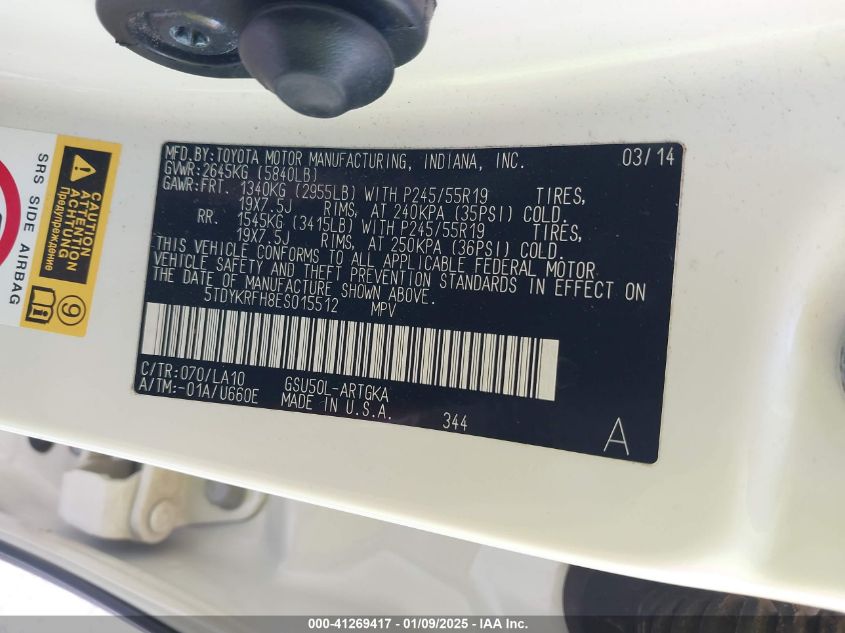 MFD.BY:TOYOTA MOTOR MANUFACTURING, INDIANA, INC. 03/14
GVWR:2645KG (5840LB)
GAWR:FRT. 1340KG (2955LB) WITH P245/55R19 TIRES,
19X7.5J RIMS, AT 240KPA (35PSI) COLD.
RR. 1545KG (3415LB) WITH P245/55R19 TIRES,
19X7.5J RIMS, AT 250KPA (36PSI) COLD.
THIS VEHICLE CONFORMS TO ALL APPLICABLE FEDERAL MOTOR
VEHICLE SAFETY AND THEFT PREVENTION STANDARDS IN EFFECT ON
THE DATE OF MANUFACTURE SHOWN ABOVE.
5TDYKRFH8ES015512 MPV
C/TR:070/LA10 GSU50L-ARTGKA
A/TM:-01A/U660E MADE IN U.S.A.
344
A
SRS SIDE AIRBAG
CAUTION
ATTENTION
ACHTUNG
Предупреждение
9
000-41269417 - 01/09/2025 - IAA Inc.